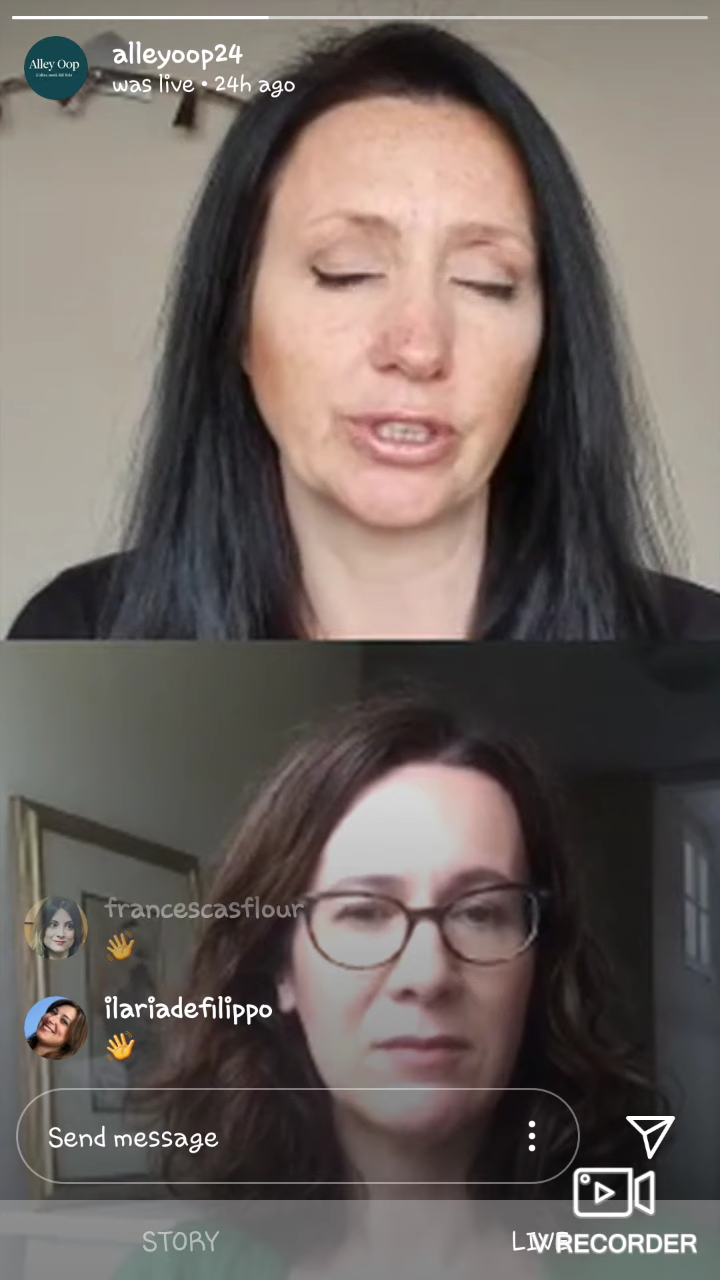 alleyoop24
Alley Oop
was live • 24h ago
francescasflour
ilariadefilippo
Send message
STORY
LIVE
V RECORDER